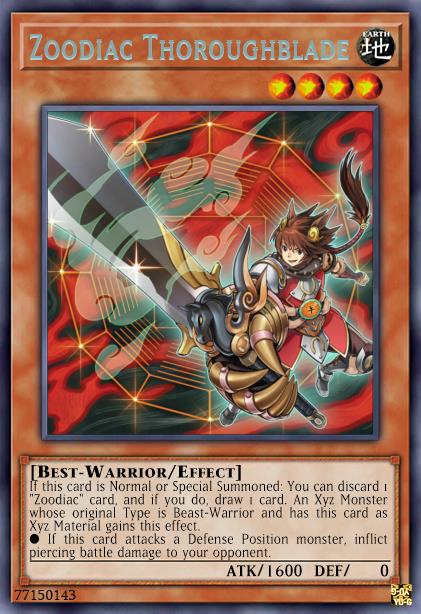 ZOODIAC THOROUGHBLADE
EARTH
地
[BEST-WARRIOR/EFFECT]
If this card is Normal or Special Summoned: You can discard 1
"Zoodiac" card, and if you do, draw 1 card. An Xyz Monster
whose original Type is Beast-Warrior and has this card as
Xyz Material gains this effect.
● If this card attacks a Defense Position monster, inflict
piercing battle damage to your opponent.
ATK/1600 DEF/ 0
77150143